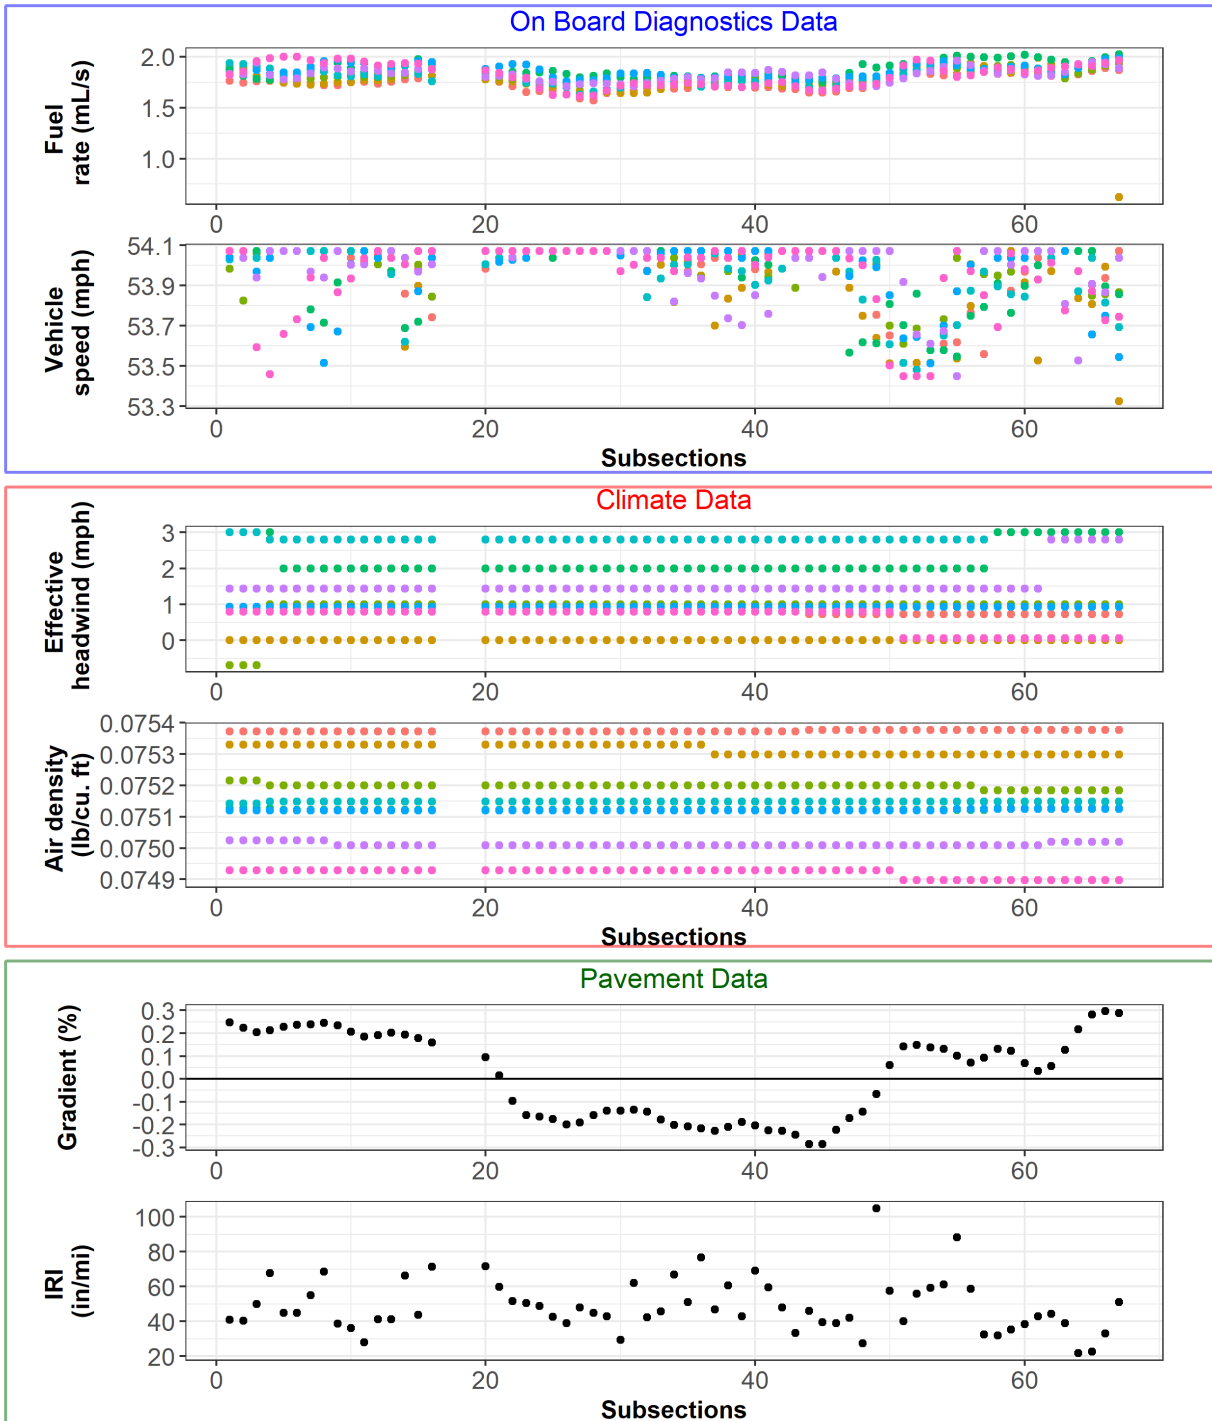 On Board Diagnostics Data
Fuel
rate (mL/s)
2.0
1.5
1.0
0 20 40 60
Vehicle
speed (mph)
54.1
53.9
53.7
53.5
53.3
0 20 40 60
Subsections
Climate Data
Effective
headwind (mph)
3
2
1
0
0 20 40 60
Air density
(lb/cu. ft)
0.0754
0.0753
0.0752
0.0751
0.0750
0.0749
0 20 40 60
Subsections
Pavement Data
Gradient (%)
0.3
0.2
0.1
0.0
-0.1
-0.2
-0.3
0 20 40 60
IRI
(in/mi)
100
80
60
40
20
0 20 40 60
Subsections